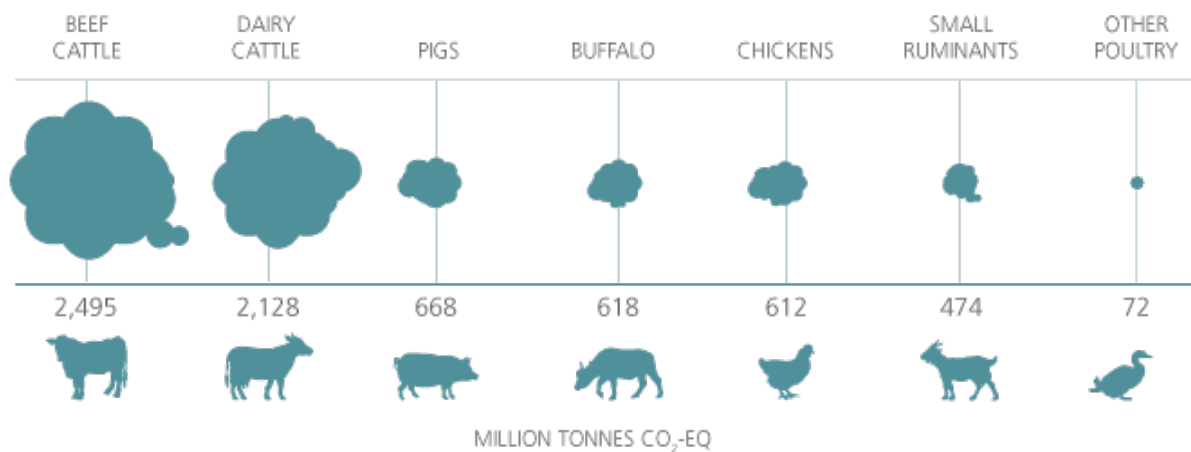 BEEF
CATTLE
DAIRY
CATTLE
PIGS
BUFFALO
CHICKENS
SMALL
RUMINANTS
OTHER
POULTRY
2,495
2,128
668
618
612
474
72
MILLION TONNES CO₂-EQ